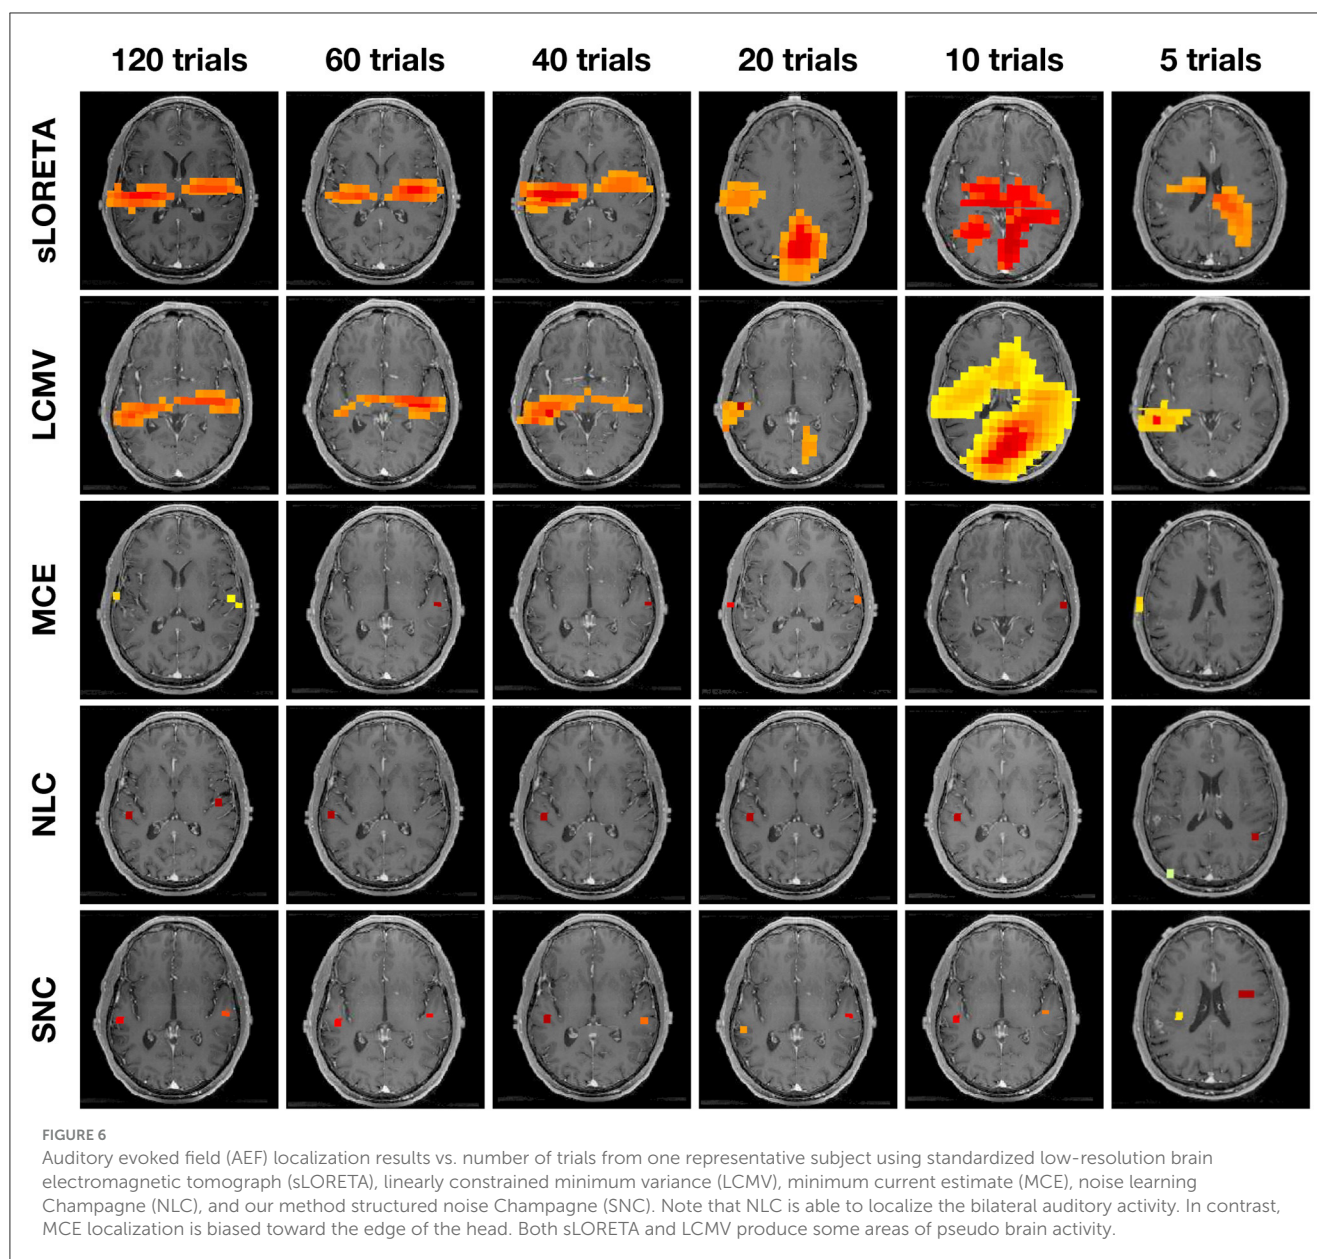 120 trials 60 trials 40 trials 20 trials 10 trials 5 trials
sLORETA
LCMV
MCE
NLC
SNC
FIGURE 6
Auditory evoked field (AEF) localization results vs. number of trials from one representative subject using standardized low-resolution brain
electromagnetic tomograph (sLORETA), linearly constrained minimum variance (LCMV), minimum current estimate (MCE), noise learning
Champagne (NLC), and our method structured noise Champagne (SNC). Note that NLC is able to localize the bilateral auditory activity. In contrast,
MCE localization is biased toward the edge of the head. Both sLORETA and LCMV produce some areas of pseudo brain activity.